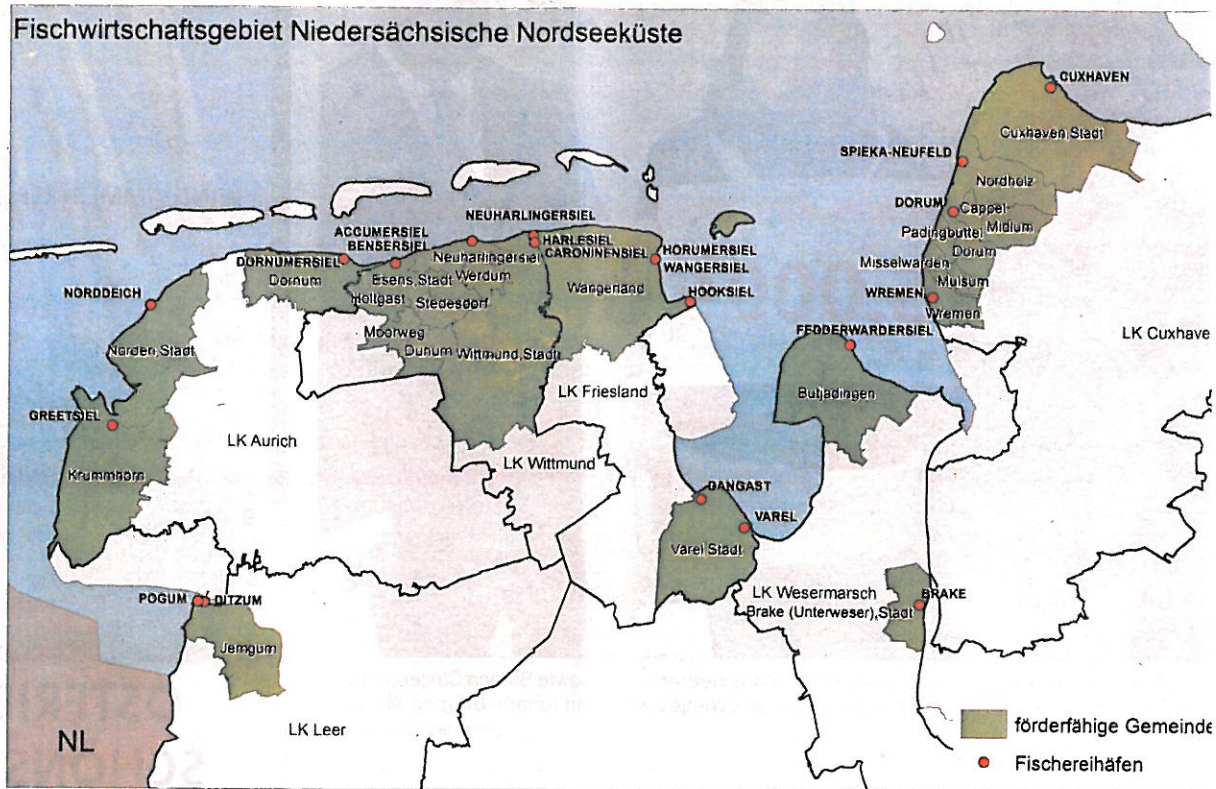 Fischwirtschaftsgebiet Niedersächsische Nordseeküste
CUXHAVEN
Cuxhaven,Stadt
SPIEKA-NEUFELD
Nordholz
DORUM
Cappel
Midlum
Padingbüttel
Dorum
Misselwarden
Mulsum
WREMEN
Wremen
LK Cuxhave
NEUHARLINGERSIEL
ACCUMERSIEL
BENSERSIEL
HARLESIEL
CARONINENSIEL
HORUMERSIEL
WANGERSIEL
DORNUMERSIEL
Dornum
Neuharlingersiel
Esens,Stadt
Werdum
Holtgast
Stedesdorf
Wangerland
HOOKSIEL
NORDDEICH
Norden,Stadt
Moorweg
Dunum
Wittmund,Stadt
FEDDERWARDERSIEL
Butjadingen
LK Friesland
GREETSIEL
LK Aurich
Krummhörn
LK Wittmund
DANGAST
VAREL
Varel Stadt
LK Wesermarsch
Brake (Unterweser),Stadt
BRAKE
POGUM
DITZUM
Jemgum
LK Leer
NL
förderfähige Gemeinde
Fischereihäfen